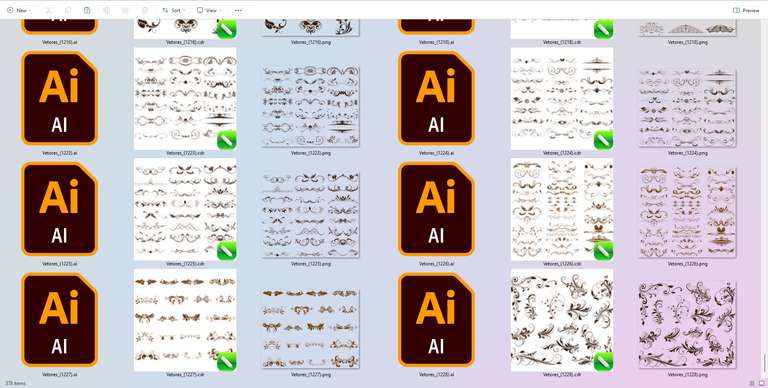 New
Sort
View
Preview
Vetores_(1216).ai
Vetores_(1216).cdr
Vetores_(1216).png
Vetores_(1218).ai
Vetores_(1218).cdr
Vetores_(1218).png
Ai
AI
Ai
AI
Vetores_(1223).cdr
Vetores_(1223).png
Vetores_(1224).ai
Vetores_(1224).cdr
Vetores_(1224).png
Ai
AI
Ai
AI
Vetores_(1225).ai
Vetores_(1225).cdr
Vetores_(1225).png
Vetores_(1226).ai
Vetores_(1226).cdr
Vetores_(1226).png
Ai
AI
Ai
AI
Vetores_(1227).ai
Vetores_(1227).cdr
Vetores_(1227).png
Vetores_(1228).ai
Vetores_(1228).cdr
Vetores_(1228).png
378 items